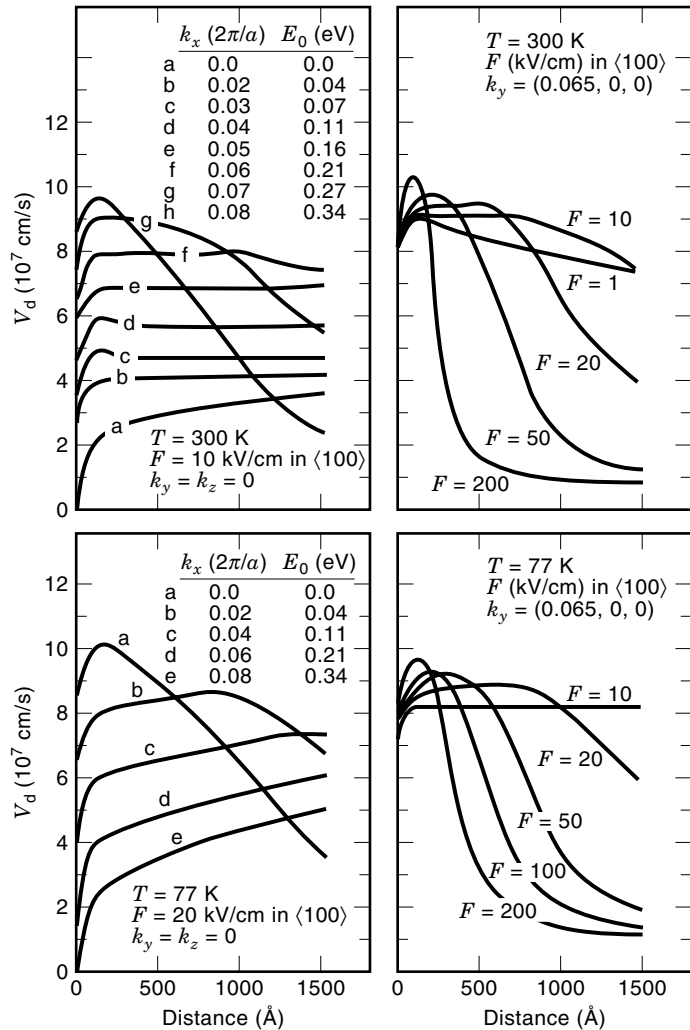 k_x (2π/a) E_0 (eV)
a 0.0 0.0
b 0.02 0.04
c 0.03 0.07
d 0.04 0.11
e 0.05 0.16
f 0.06 0.21
g 0.07 0.27
h 0.08 0.34
14
12
10
8
6
4
2
0
V_d (10^7 cm/s)
g
f
e
d
c
b
a
T = 300 K
F = 10 kV/cm in ⟨100⟩
k_y = k_z = 0
T = 300 K
F (kV/cm) in ⟨100⟩
k_y = (0.065, 0, 0)
F = 10
F = 1
F = 20
F = 50
F = 200
k_x (2π/a) E_0 (eV)
a 0.0 0.0
b 0.02 0.04
c 0.04 0.11
d 0.06 0.21
e 0.08 0.34
12
10
8
6
4
2
0
V_d (10^7 cm/s)
a
b
c
d
e
T = 77 K
F = 20 kV/cm in ⟨100⟩
k_y = k_z = 0
0 500 1000 1500
Distance (Å)
T = 77 K
F (kV/cm) in ⟨100⟩
k_y = (0.065, 0, 0)
F = 10
F = 20
F = 50
F = 100
F = 200
0 500 1000 1500
Distance (Å)